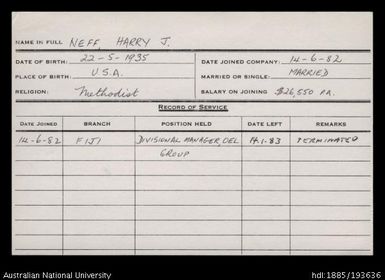 NAME IN FULL NEFF, HARRY J.
DATE OF BIRTH: 22-5-1935 DATE JOINED COMPANY: 14-6-82
PLACE OF BIRTH: U.S.A. MARRIED OR SINGLE: MARRIED
RELIGION: Methodist SALARY ON JOINING $26,550 PA.
RECORD OF SERVICE
DATE JOINED BRANCH POSITION HELD DATE LEFT REMARKS
14-6-82 FIJI DIVISIONAL MANAGER, OEL 14.1.83 TERMINATED
GROUP
Australian National University hdl:1885/193636